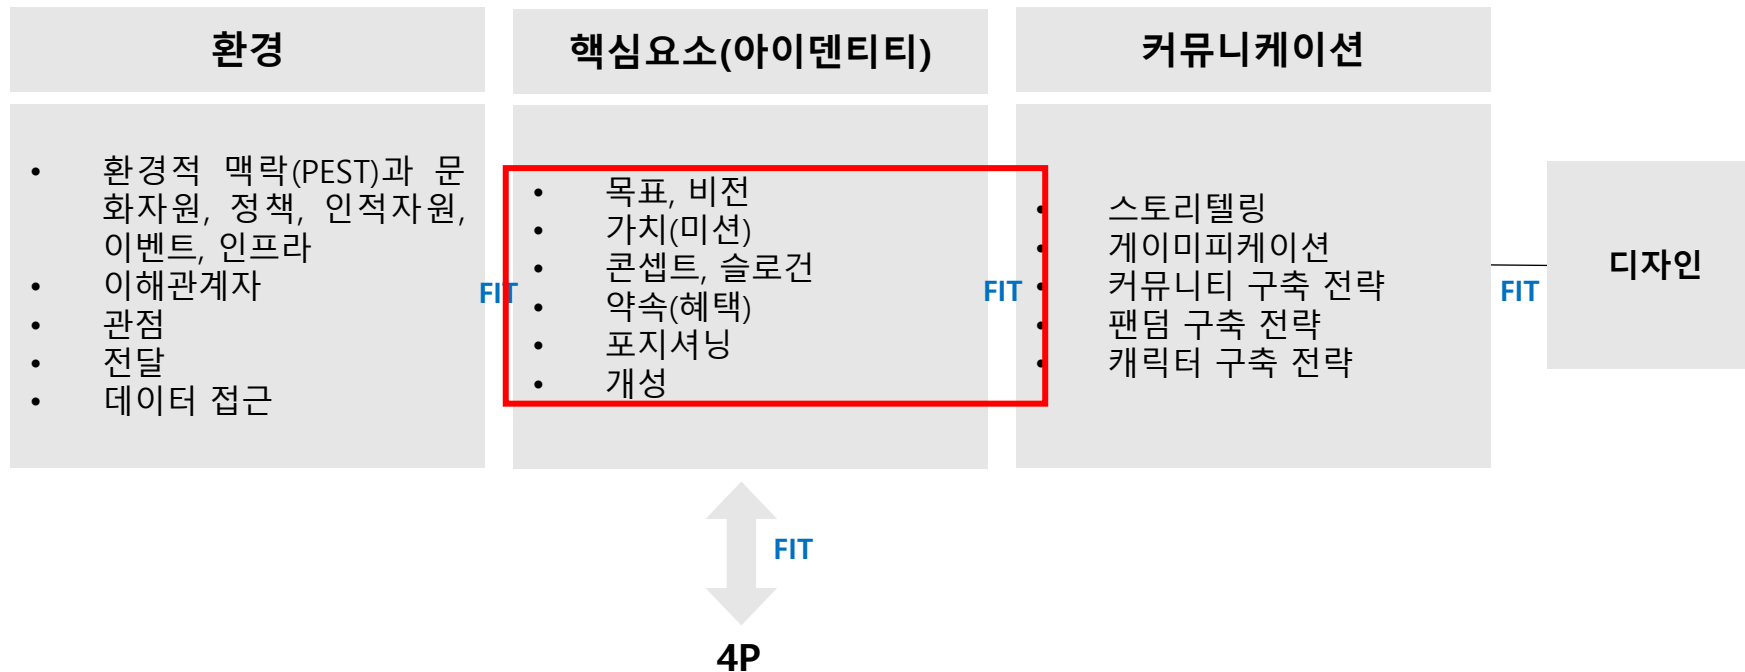 환경
• 환경적 맥락(PEST)과 문
화자원, 정책, 인적자원,
이벤트, 인프라
• 이해관계자
• 관점
• 전달
• 데이터 접근
FIT
핵심요소(아이덴티티)
• 목표, 비전
• 가치(미션)
• 콘셉트, 슬로건
• 약속(혜택)
• 포지셔닝
• 개성
FIT
커뮤니케이션
• 스토리텔링
• 게이미피케이션
• 커뮤니티 구축 전략
• 팬덤 구축 전략
• 캐릭터 구축 전략
FIT
디자인
FIT
4P